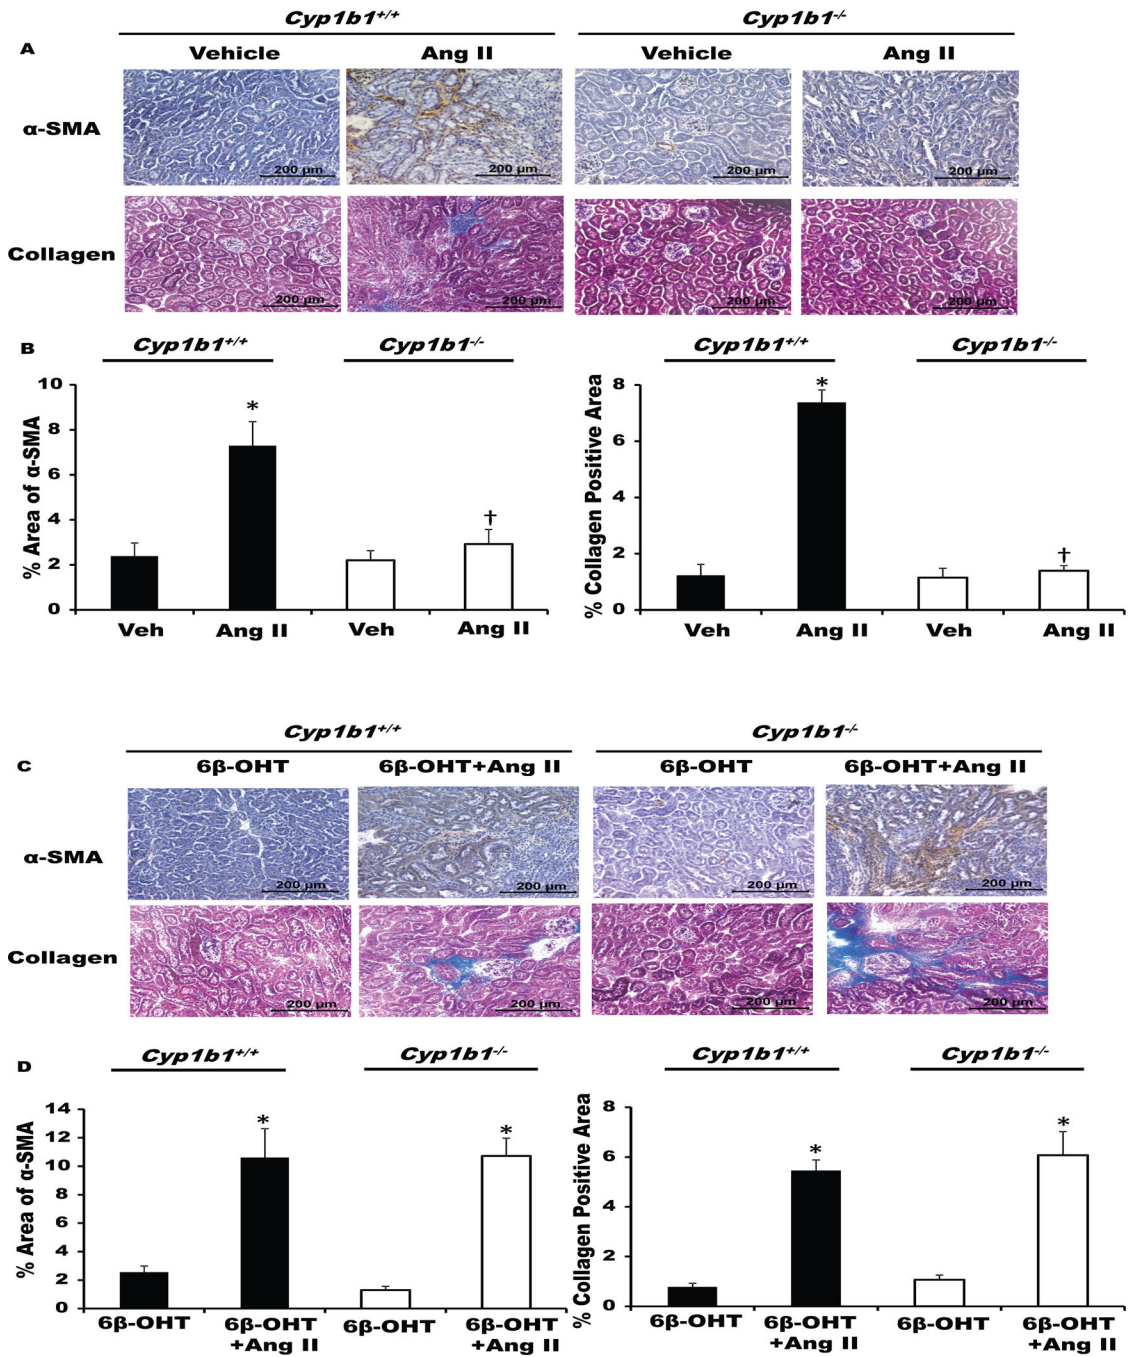 Cyp1b1+/+ Cyp1b1-/-
A Vehicle Ang II Vehicle Ang II
α-SMA
200 µm 200 µm 200 µm 200 µm
Collagen
200 µm 200 µm 200 µm 200 µm
B Cyp1b1+/+ Cyp1b1-/-
% Area of α-SMA
10
8
6
4
2
0
*
†
Veh Ang II Veh Ang II
Cyp1b1+/+ Cyp1b1-/-
% Collagen Positive Area
8
6
4
2
0
*
†
Veh Ang II Veh Ang II
Cyp1b1+/+ Cyp1b1-/-
C 6β-OHT 6β-OHT+Ang II 6β-OHT 6β-OHT+Ang II
α-SMA
200 µm 200 µm 200 µm 200 µm
Collagen
200 µm 200 µm 200 µm 200 µm
D Cyp1b1+/+ Cyp1b1-/-
% Area of α-SMA
14
12
10
8
6
4
2
0
* *
6β-OHT 6β-OHT 6β-OHT 6β-OHT
+Ang II +Ang II
Cyp1b1+/+ Cyp1b1-/-
% Collagen Positive Area
8
6
4
2
0
* *
6β-OHT 6β-OHT 6β-OHT 6β-OHT
+Ang II +Ang II